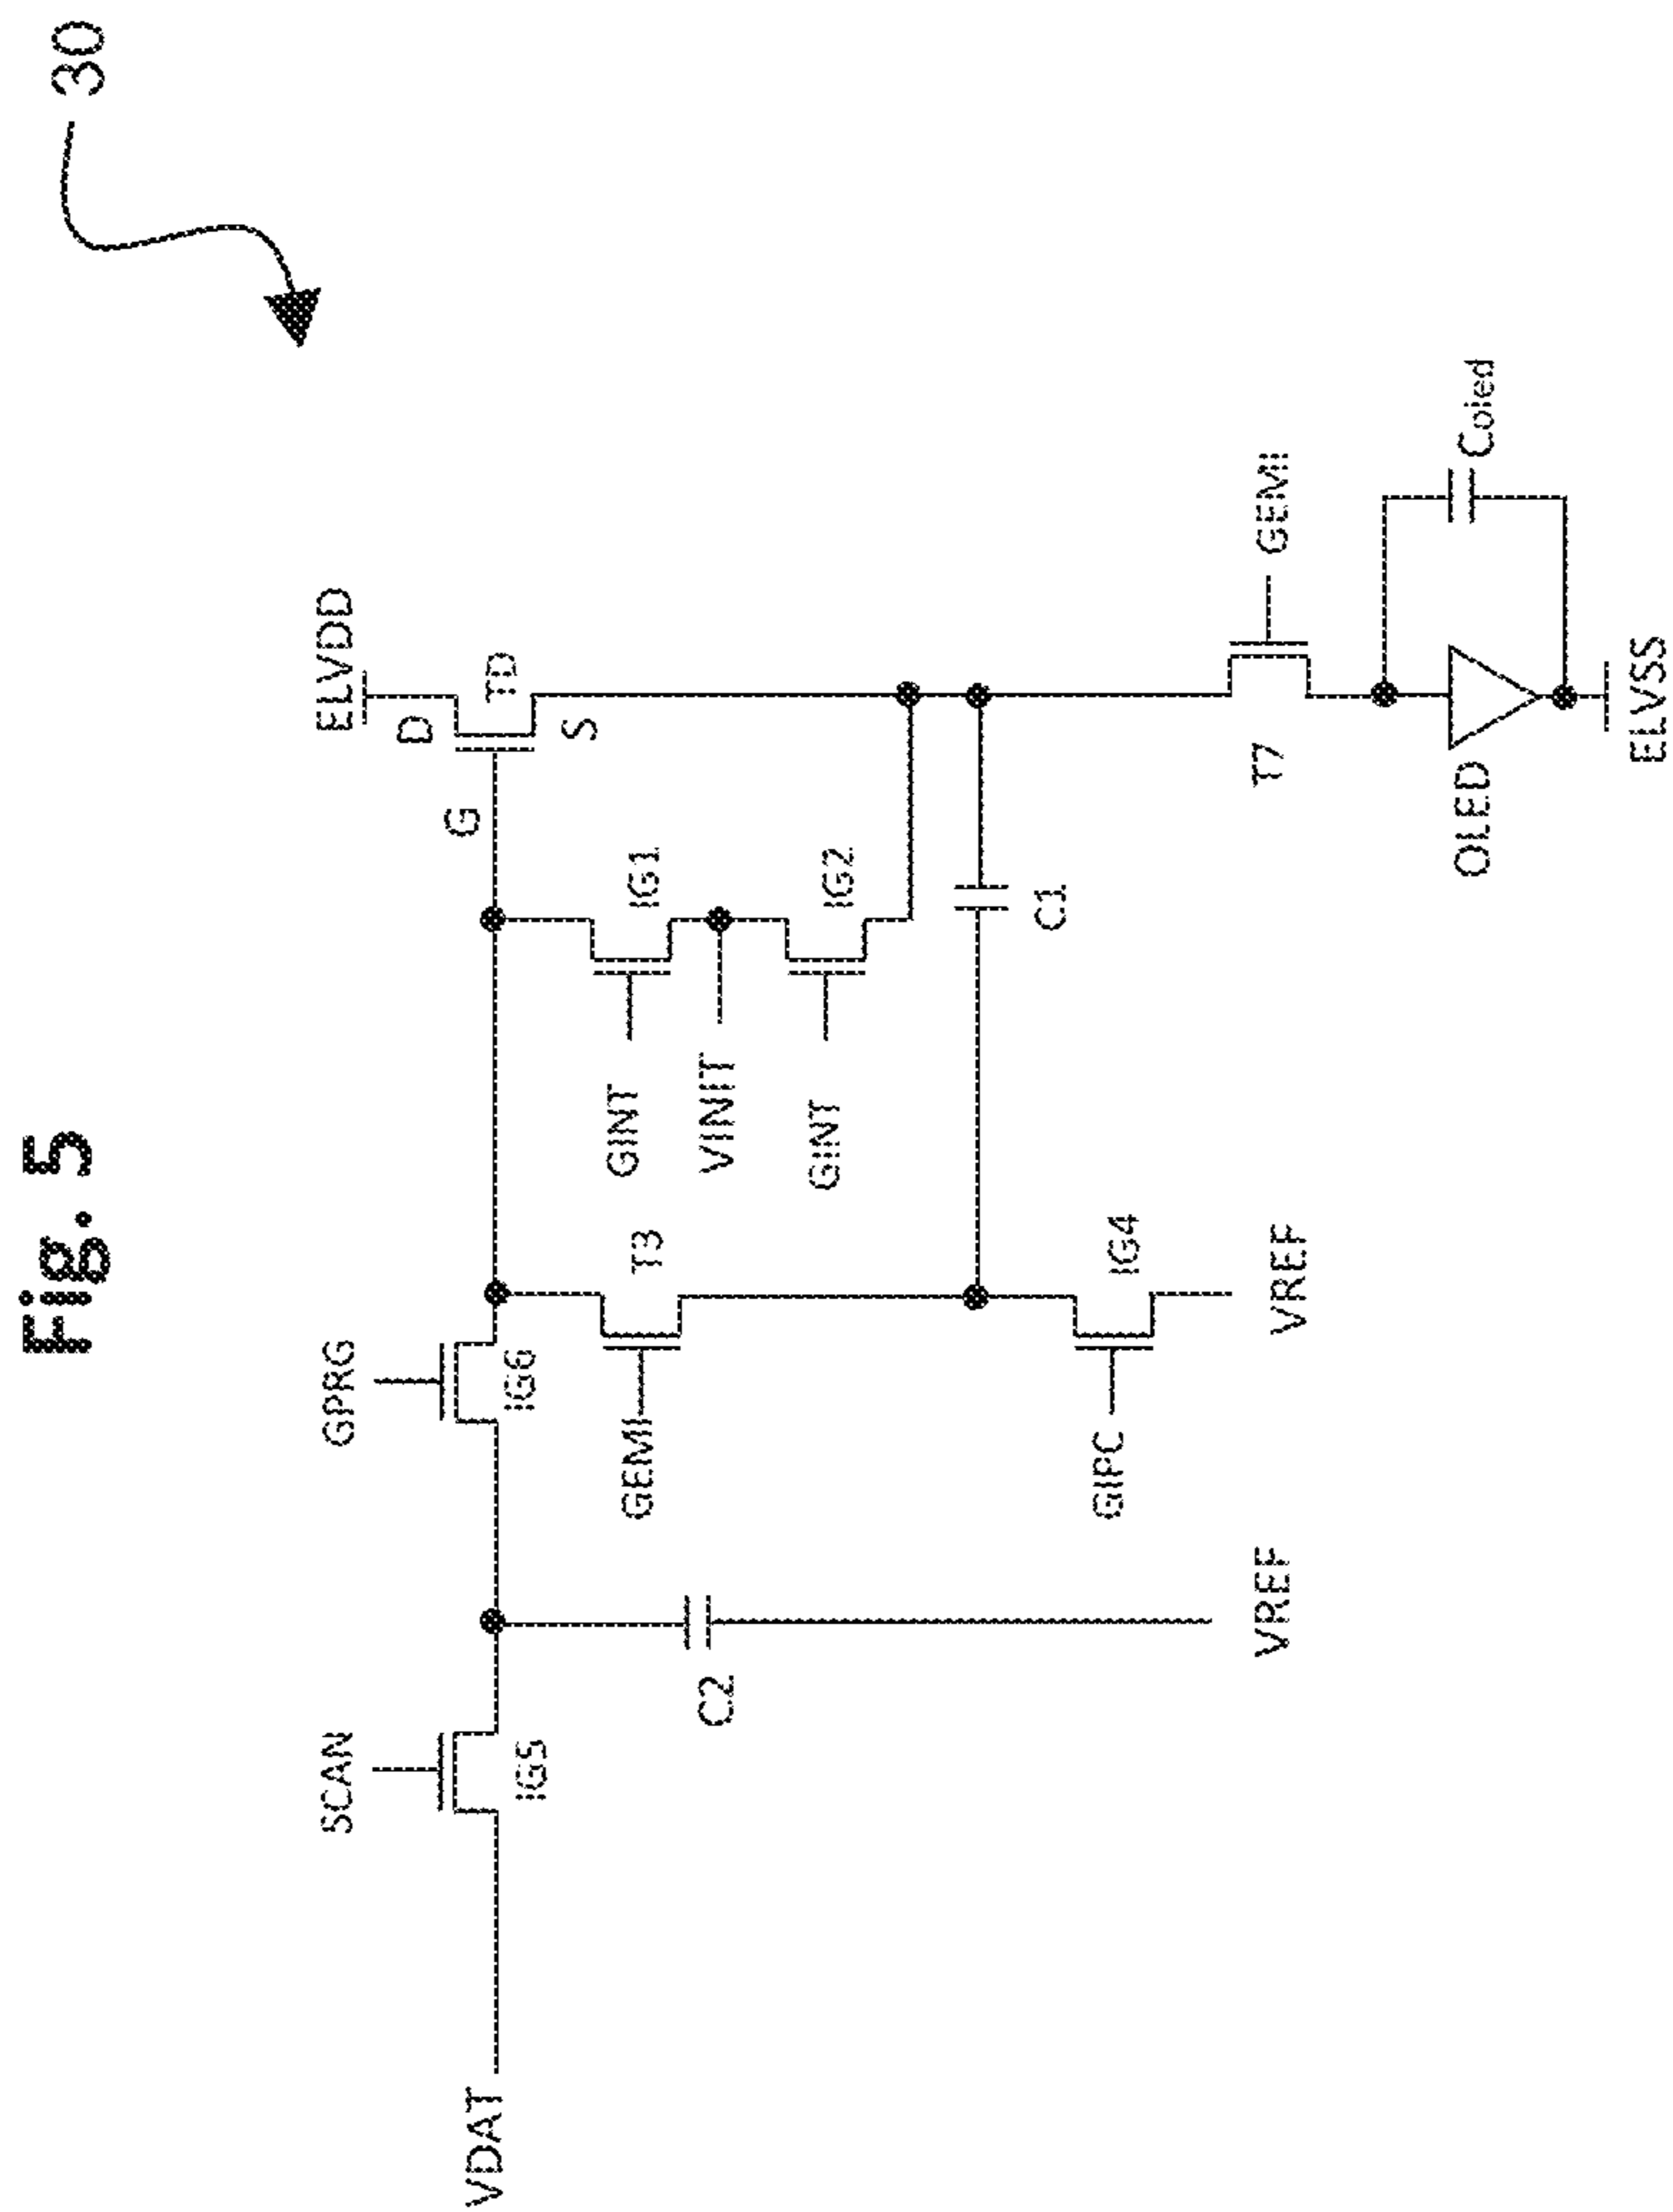 Fig. 5
30
ELVDD
D
TD
S
G
GPRG
IG6
SCAN
IG5
VDAT
GINT
IG1
VINIT
GINT
IG2
T3
GEMI
C2
C1
IG4
GIPC
VREF
VREF
T7
GEMI
OLED
Coled
ELVSS